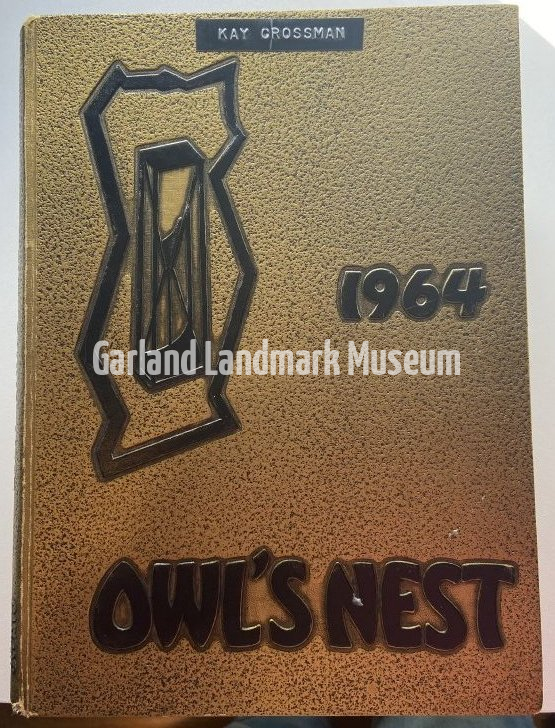 KAY GROSSMAN
1964
Garland Landmark Museum
OWL'S NEST